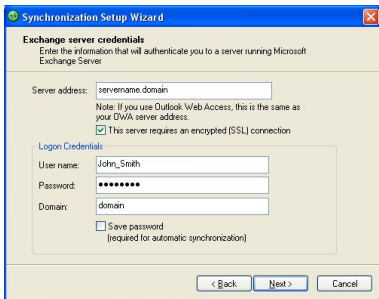 Synchronization Setup Wizard
Exchange server credentials
Enter the information that will authenticate you to a server running Microsoft
Exchange Server
Server address: servername.domain
Note: If you use Outlook Web Access, this is the same as
your OWA server address.
This server requires an encrypted (SSL) connection
Logon Credentials
User name: John_Smith
Password: ●●●●●●●●
Domain: domain
Save password
(required for automatic synchronization)
< Back Next > Cancel